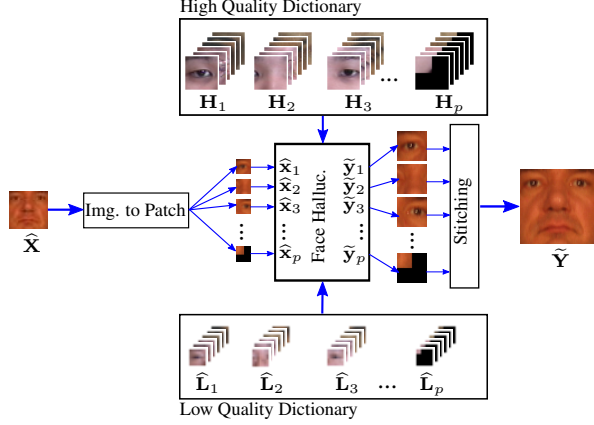 High Quality Dictionary
H₁ H₂ H₃ ... Hₚ
X̂
Img. to Patch
x̂₁
x̂₂
x̂₃
⋮
x̂ₚ
Face Halluc.
ỹ₁
ỹ₂
ỹ₃
⋮
ỹₚ
Stitching
Ỹ
L̂₁ L̂₂ L̂₃ ... L̂ₚ
Low Quality Dictionary